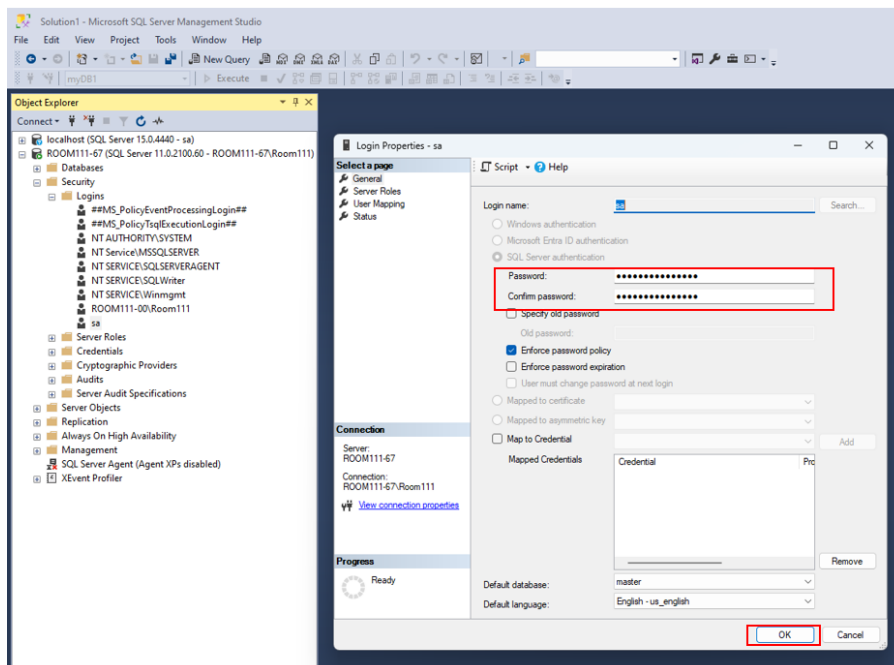 Solution1 - Microsoft SQL Server Management Studio
File Edit View Project Tools Window Help
New Query
myDB1 Execute
Object Explorer
Connect
localhost (SQL Server 15.0.4440 - sa)
ROOM111-67 (SQL Server 11.0.2100.60 - ROOM111-67\Room111)
Databases
Security
Logins
##MS_PolicyEventProcessingLogin##
##MS_PolicyTsqlExecutionLogin##
NT AUTHORITY\SYSTEM
NT Service\MSSQLSERVER
NT SERVICE\SQLSERVERAGENT
NT SERVICE\SQLWriter
NT SERVICE\Winmgmt
ROOM111-00\Room111
sa
Server Roles
Credentials
Cryptographic Providers
Audits
Server Audit Specifications
Server Objects
Replication
Always On High Availability
Management
SQL Server Agent (Agent XPs disabled)
XEvent Profiler
Login Properties - sa
Select a page
General
Server Roles
User Mapping
Status
Script Help
Login name: sa Search...
Windows authentication
Microsoft Entra ID authentication
SQL Server authentication
Password: ●●●●●●●●●●●●●●●
Confirm password: ●●●●●●●●●●●●●●●
Specify old password
Old password:
Enforce password policy
Enforce password expiration
User must change password at next login
Mapped to certificate
Mapped to asymmetric key
Map to Credential Add
Mapped Credentials Credential Pro
Remove
Default database: master
Default language: English - us_english
Connection
Server:
ROOM111-67
Connection:
ROOM111-67\Room111
View connection properties
Progress
Ready
OK Cancel